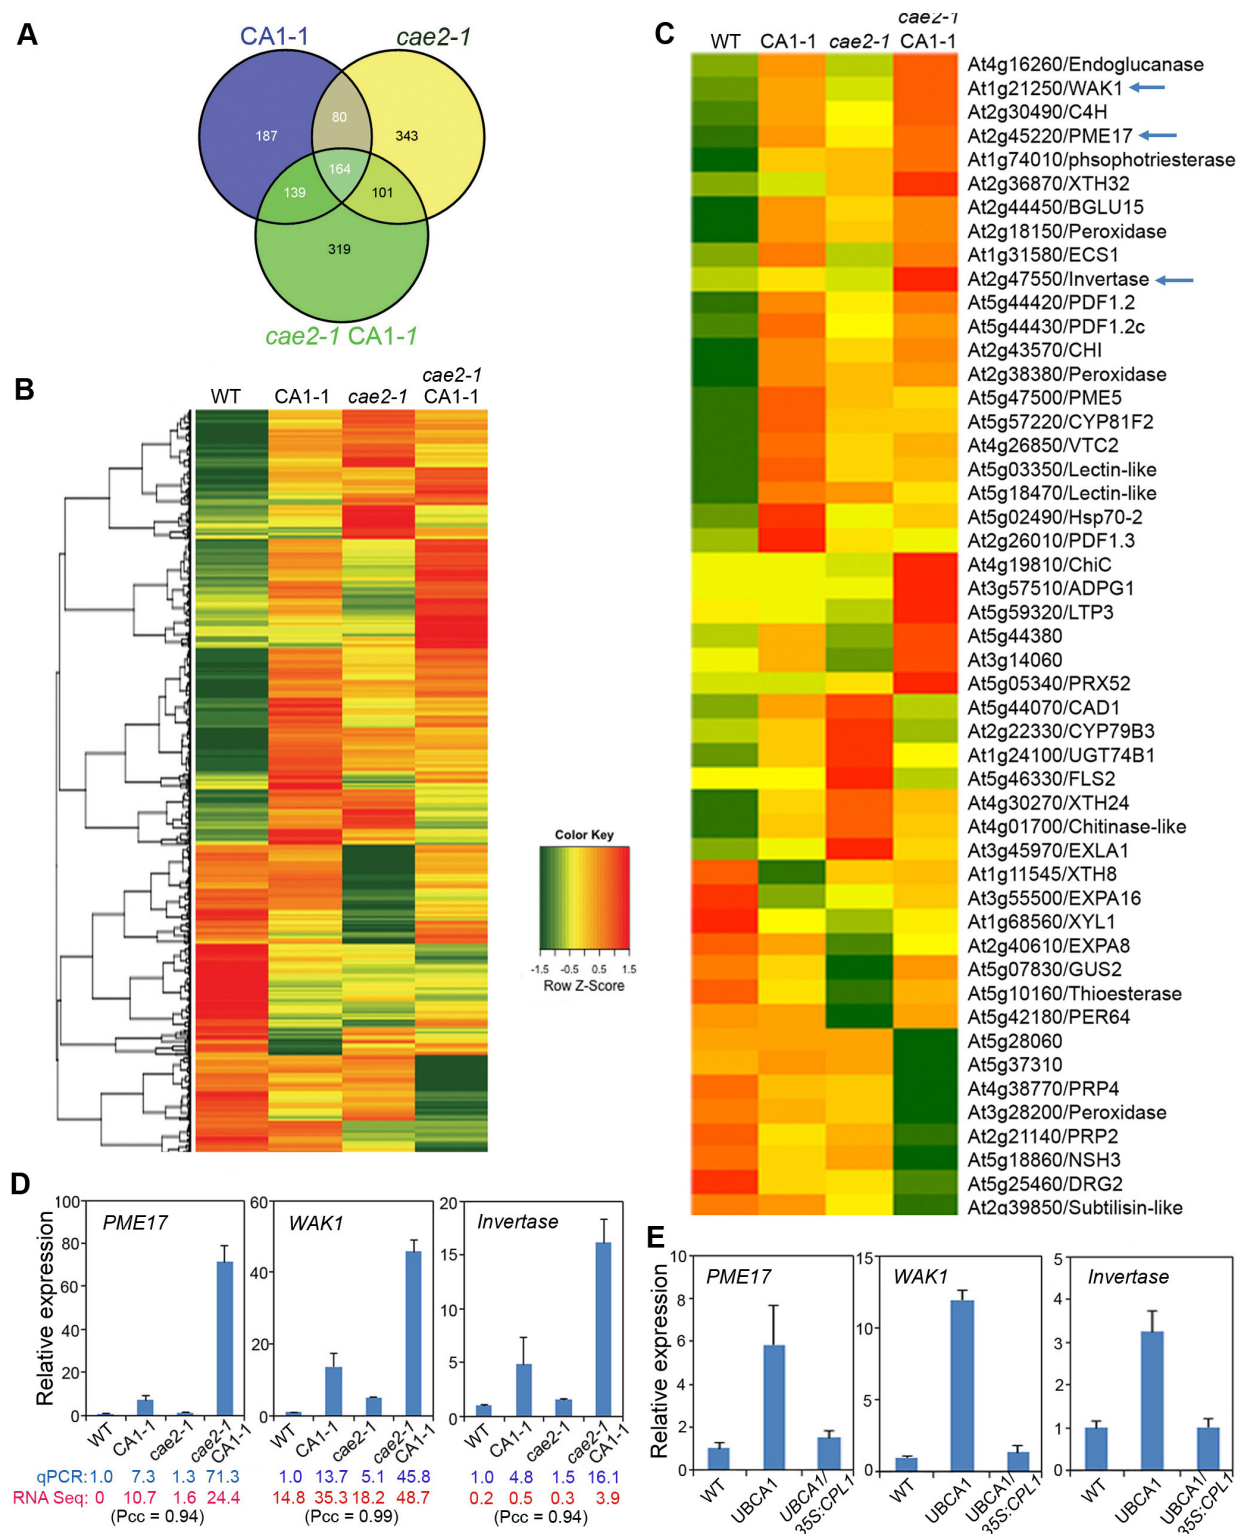 A
CA1-1
cae2-1
80
187
343
164
139
101
319
cae2-1 CA1-1
B
WT
CA1-1
cae2-1
cae2-1
CA1-1
Color Key
-1.5 -0.5 0.5 1.5
Row Z-Score
C
WT
CA1-1
cae2-1
cae2-1
CA1-1
At4g16260/Endoglucanase
At1g21250/WAK1
At2g30490/C4H
At2g45220/PME17
At1g74010/phsophotriesterase
At2g36870/XTH32
At2g44450/BGLU15
At2g18150/Peroxidase
At1g31580/ECS1
At2g47550/Invertase
At5g44420/PDF1.2
At5g44430/PDF1.2c
At2g43570/CHI
At2g38380/Peroxidase
At5g47500/PME5
At5g57220/CYP81F2
At4g26850/VTC2
At5g03350/Lectin-like
At5g18470/Lectin-like
At5g02490/Hsp70-2
At2g26010/PDF1.3
At4g19810/ChiC
At3g57510/ADPG1
At5g59320/LTP3
At5g44380
At3g14060
At5g05340/PRX52
At5g44070/CAD1
At2g22330/CYP79B3
At1g24100/UGT74B1
At5g46330/FLS2
At4g30270/XTH24
At4g01700/Chitinase-like
At3g45970/EXLA1
At1g11545/XTH8
At3g55500/EXPA16
At1g68560/XYL1
At2g40610/EXPA8
At5g07830/GUS2
At5g10160/Thioesterase
At5g42180/PER64
At5g28060
At5g37310
At4g38770/PRP4
At3g28200/Peroxidase
At2g21140/PRP2
At5g18860/NSH3
At5g25460/DRG2
At2g39850/Subtilisin-like
D
Relative expression
100
80
60
40
20
0
PME17
WT
CA1-1
cae2-1
cae2-1
CA1-1
60
40
20
0
WAK1
WT
CA1-1
cae2-1
cae2-1
CA1-1
20
15
10
5
0
Invertase
WT
CA1-1
cae2-1
cae2-1
CA1-1
qPCR: 1.0 7.3 1.3 71.3 1.0 13.7 5.1 45.8 1.0 4.8 1.5 16.1
RNA Seq: 0 10.7 1.6 24.4 14.8 35.3 18.2 48.7 0.2 0.5 0.3 3.9
(Pcc = 0.94) (Pcc = 0.99) (Pcc = 0.94)
E
Relative expression
10
8
6
4
2
0
PME17
WT
UBCA1
UBCA1/
35S:CPL1
15
10
5
0
WAK1
WT
UBCA1
UBCA1/
35S:CPL1
5
4
3
2
1
0
Invertase
WT
UBCA1
UBCA1/
35S:CPL1